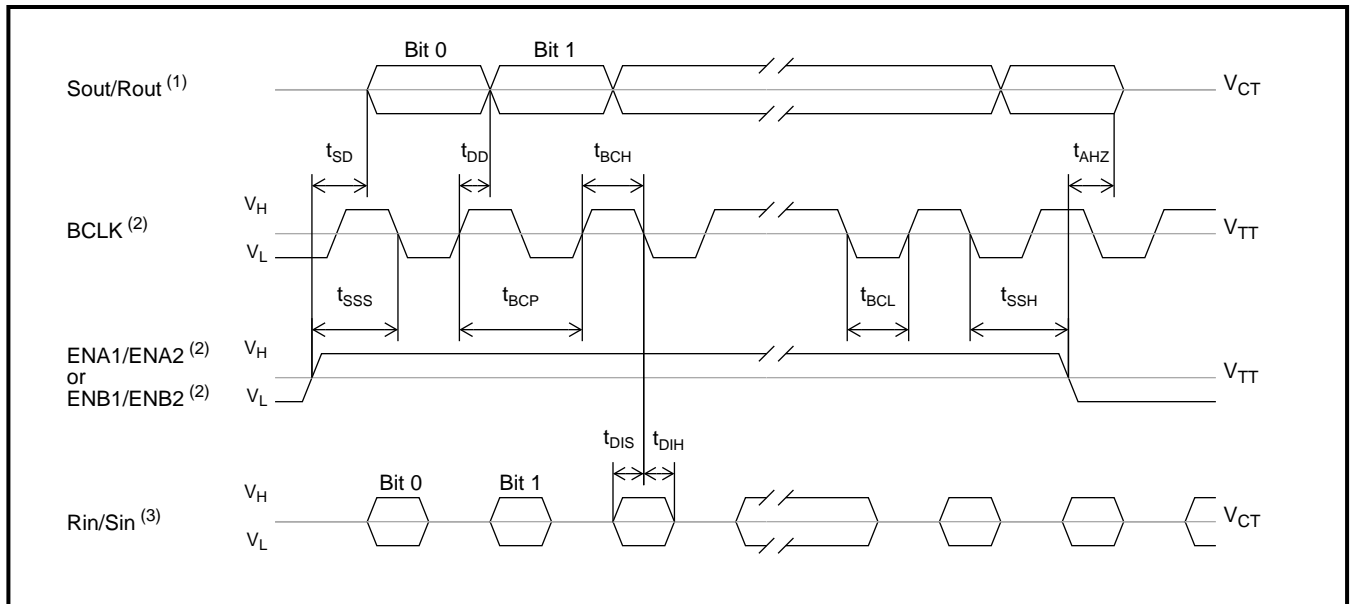 Bit 0 Bit 1
Sout/Rout (1) VCT
tSD tDD tBCH tAHZ
VH
BCLK (2) VTT
VL
tSSS tBCP tBCL tSSH
ENA1/ENA2 (2) VH
or VTT
ENB1/ENB2 (2) VL
tDIS tDIH
Bit 0 Bit 1
VH
Rin/Sin (3) VCT
VL